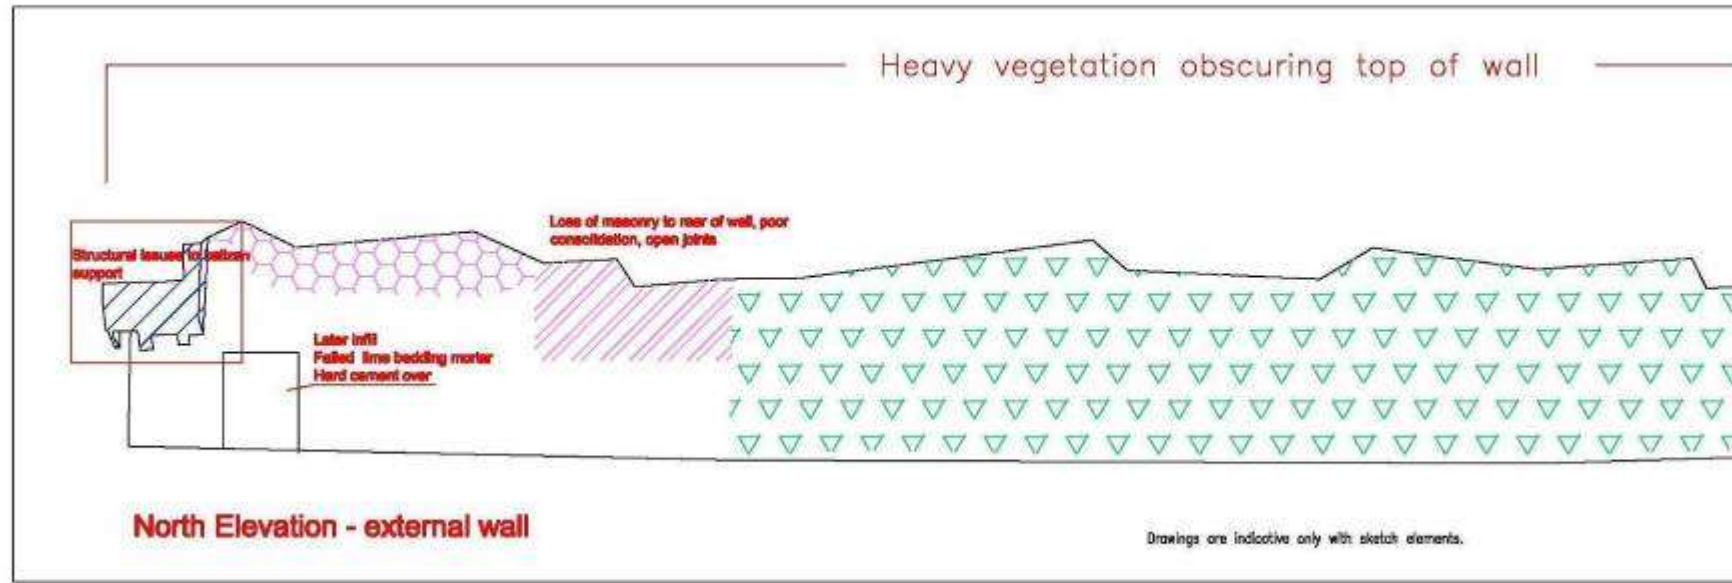 Heavy vegetation obscuring top of wall
Loss of masonry to rear of wall, poor
consolidation, open joints
Structural issues to
support
Later infill
Failed lime bedding mortar
Hard cement over
North Elevation - external wall
Drawings are indicative only with sketch elements.